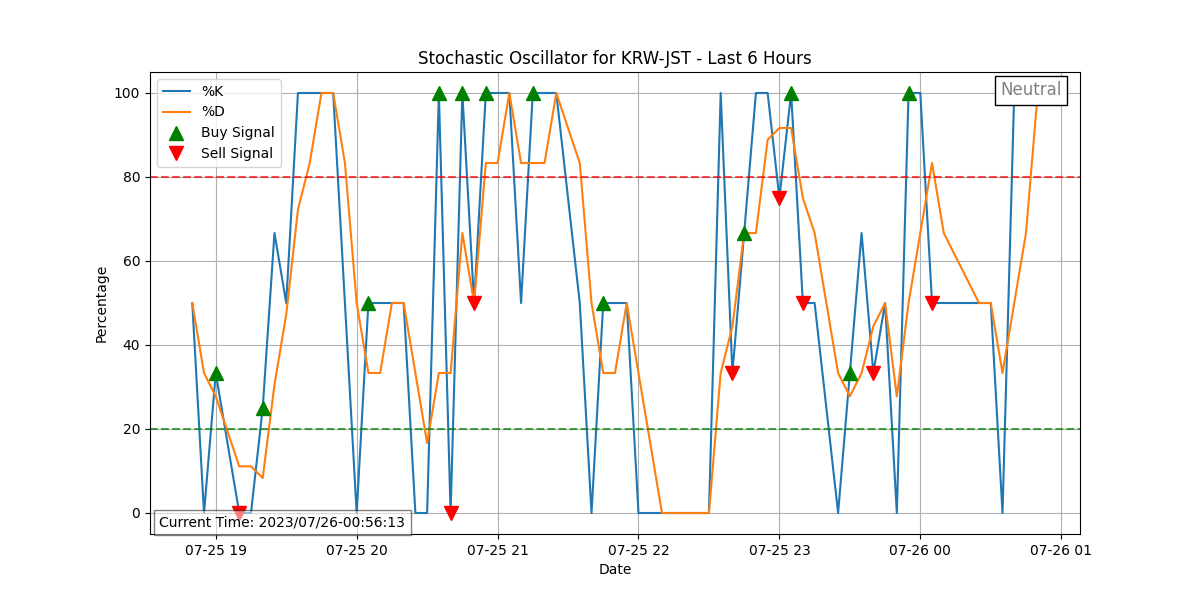 Stochastic Oscillator for KRW-JST - Last 6 Hours
Neutral
%K
%D
Buy Signal
Sell Signal
100
80
60
40
20
0
Percentage
Current Time: 2023/07/26-00:56:13
07-25 19
07-25 20
07-25 21
07-25 22
07-25 23
07-26 00
07-26 01
Date